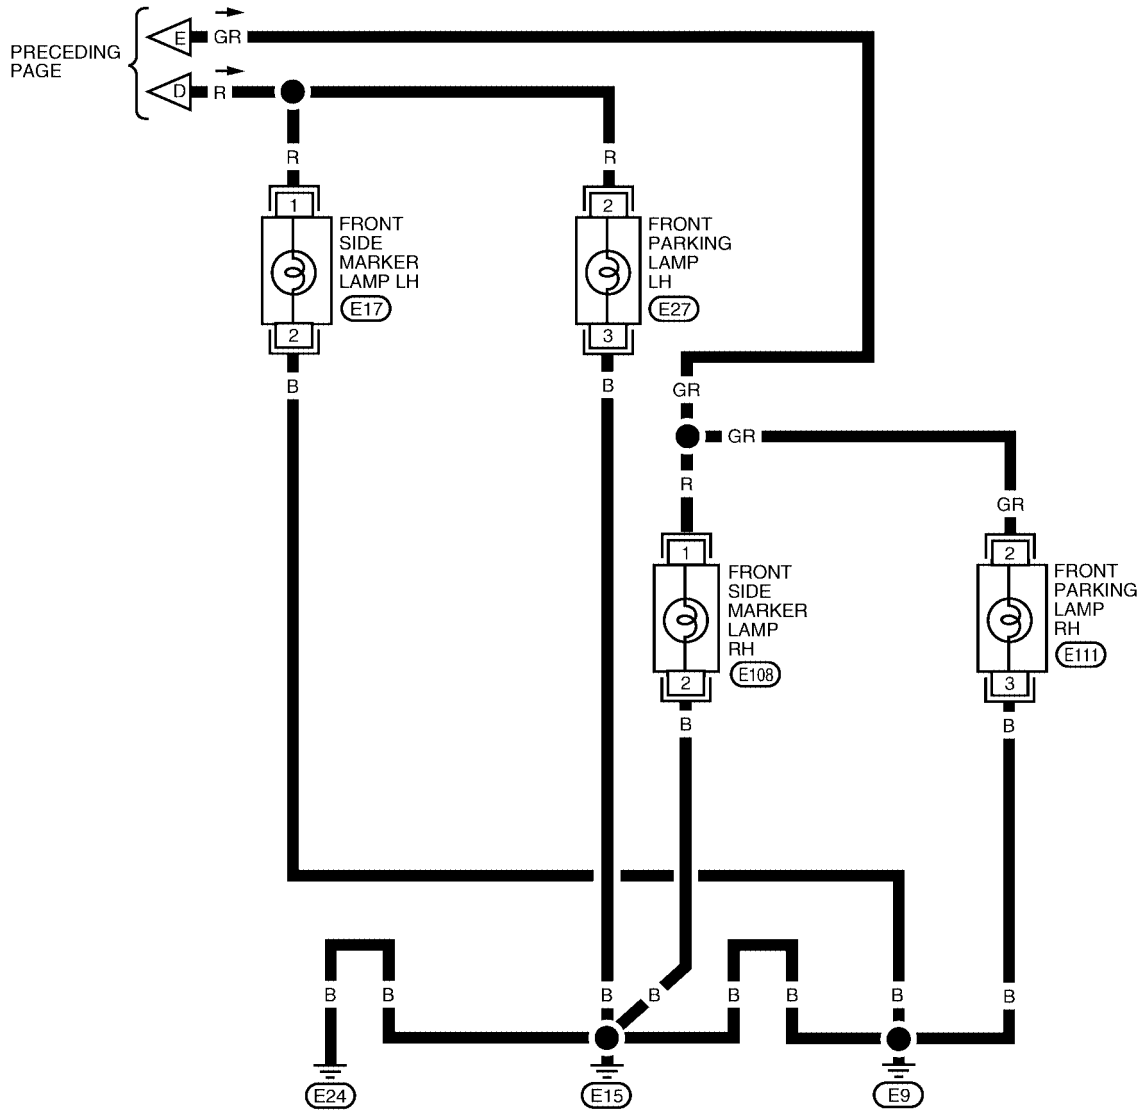 PRECEDING
PAGE
E GR
D R
R
R
1
2
FRONT
SIDE
MARKER
LAMP LH
E17
FRONT
PARKING
LAMP
LH
E27
2
3
B
B
GR
GR
R
GR
1
2
FRONT
SIDE
MARKER
LAMP
RH
E108
FRONT
PARKING
LAMP
RH
E111
2
3
B
B
B
B
B
B
B
B
B
B
E24
E15
E9